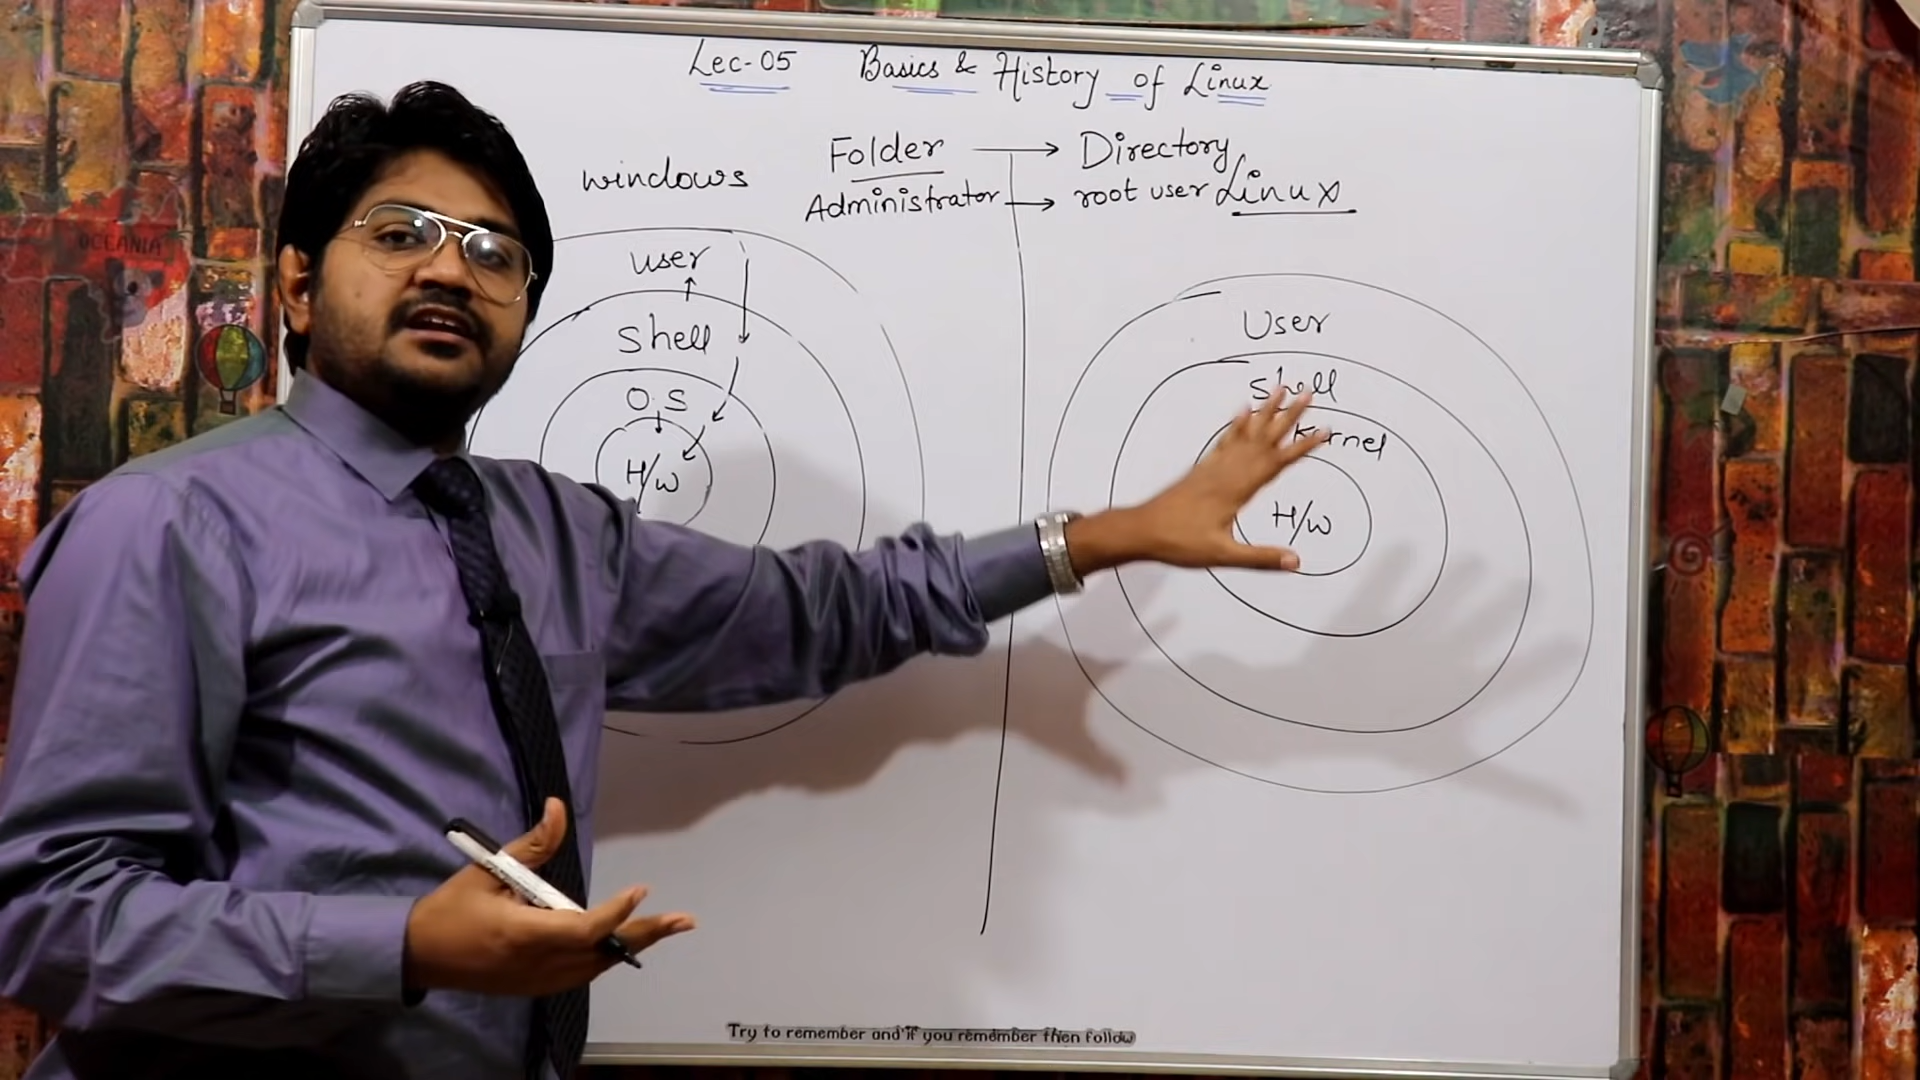 Lec-05 Basics & History of Linux
Folder → Directory
windows
Administrator → root user Linux
user
Shell
O.S
H/W
User
Shell
Kernel
H/W
OCEANIA
Try to remember and if you remember then follow